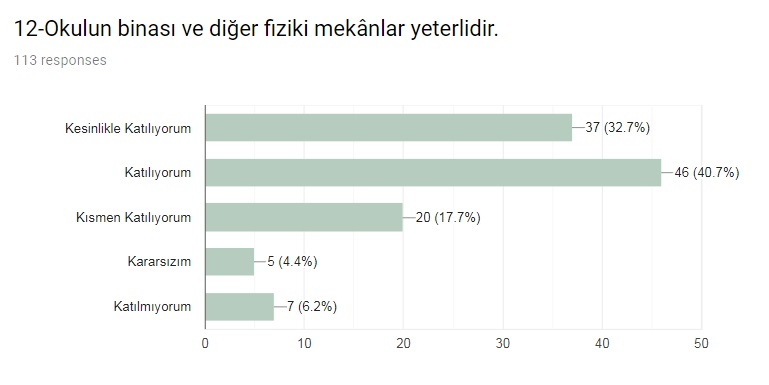 12-Okulun binası ve diğer fiziki mekânlar yeterlidir.
113 responses
Kesinlikle Katılıyorum 37 (32.7%)
Katılıyorum 46 (40.7%)
Kısmen Katılıyorum 20 (17.7%)
Kararsızım 5 (4.4%)
Katılmıyorum 7 (6.2%)
0 10 20 30 40 50